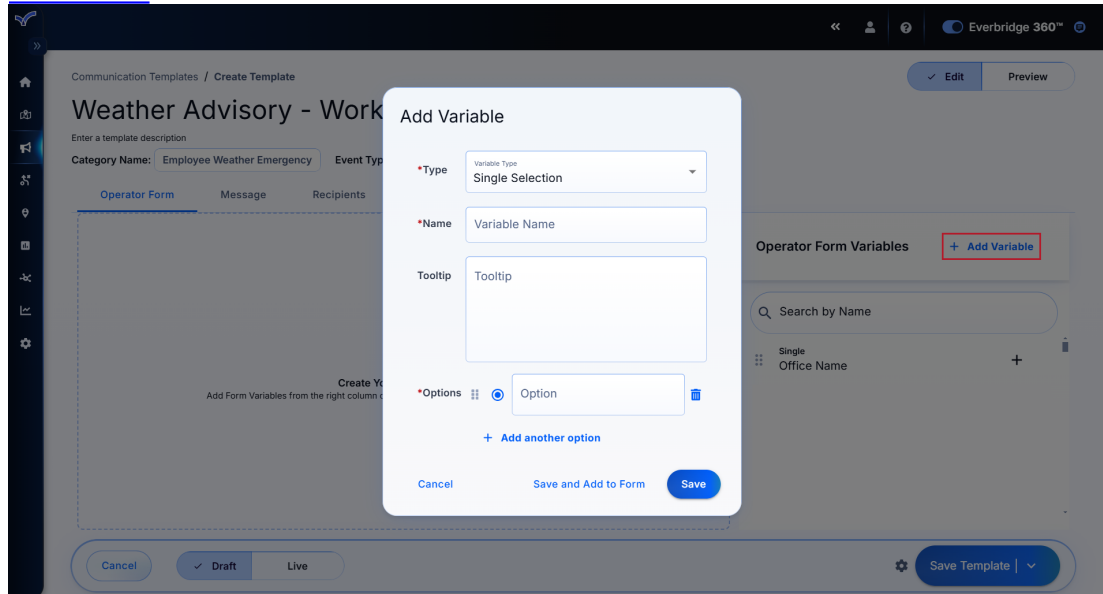 Everbridge 360™
Communication Templates / Create Template
Edit
Preview
Weather Advisory - Work
Enter a template description
Category Name: Employee Weather Emergency Event Typ
Operator Form
Message
Recipients
Create Yo
Add Form Variables from the right column
Add Variable
*Type
Variable Type
Single Selection
*Name
Variable Name
Tooltip
Tooltip
*Options
Option
+ Add another option
Cancel
Save and Add to Form
Save
Operator Form Variables
+ Add Variable
Search by Name
Single
Office Name
+
Cancel
Draft
Live
Save Template